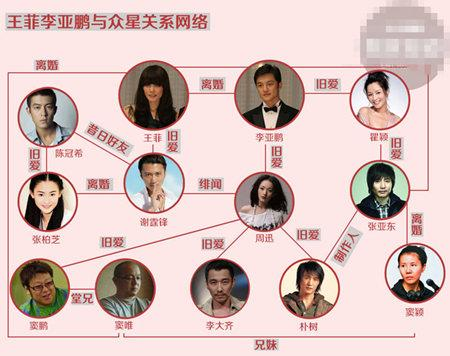 王菲李亚鹏与众星关系网络
离婚
离婚
旧爱
王菲
李亚鹏
瞿颖
陈冠希
昔日好友
旧爱
旧爱
旧爱
旧爱
离婚
绯闻
张柏芝
谢霆锋
周迅
张亚东
旧爱
旧爱
旧爱
制作人
离婚
堂兄
窦鹏
窦唯
李大齐
朴树
窦颖
兄妹